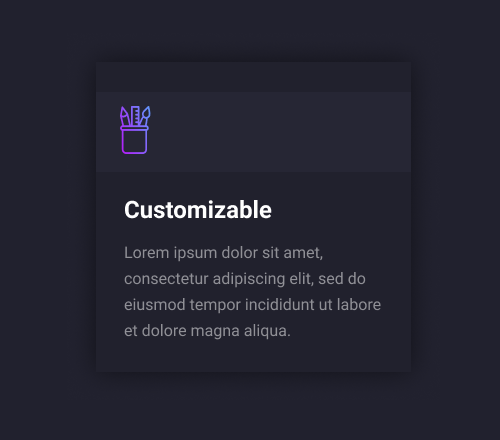 Customizable
Lorem ipsum dolor sit amet,
consectetur adipiscing elit, sed do
eiusmod tempor incididunt ut labore
et dolore magna aliqua.